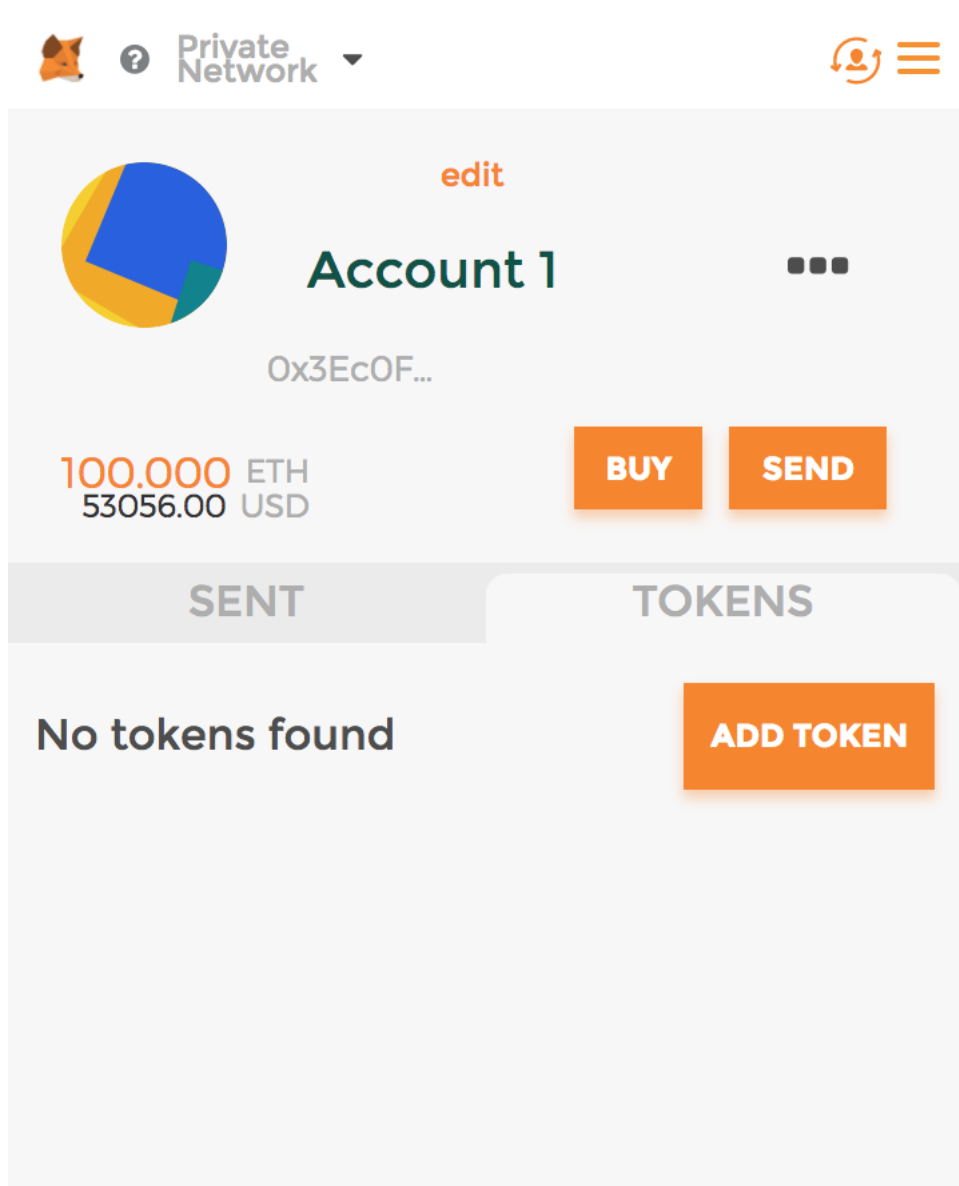 ?
Private
Network
edit
Account 1
0x3Ec0F...
100.000 ETH
53056.00 USD
BUY
SEND
SENT
TOKENS
No tokens found
ADD TOKEN